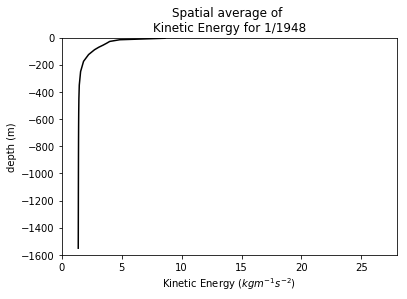 Spatial average of
Kinetic Energy for 1/1948
0
−200
−400
−600
−800
−1000
−1200
−1400
−1600
depth (m)
0 5 10 15 20 25
Kinetic Energy (kgm⁻¹s⁻²)